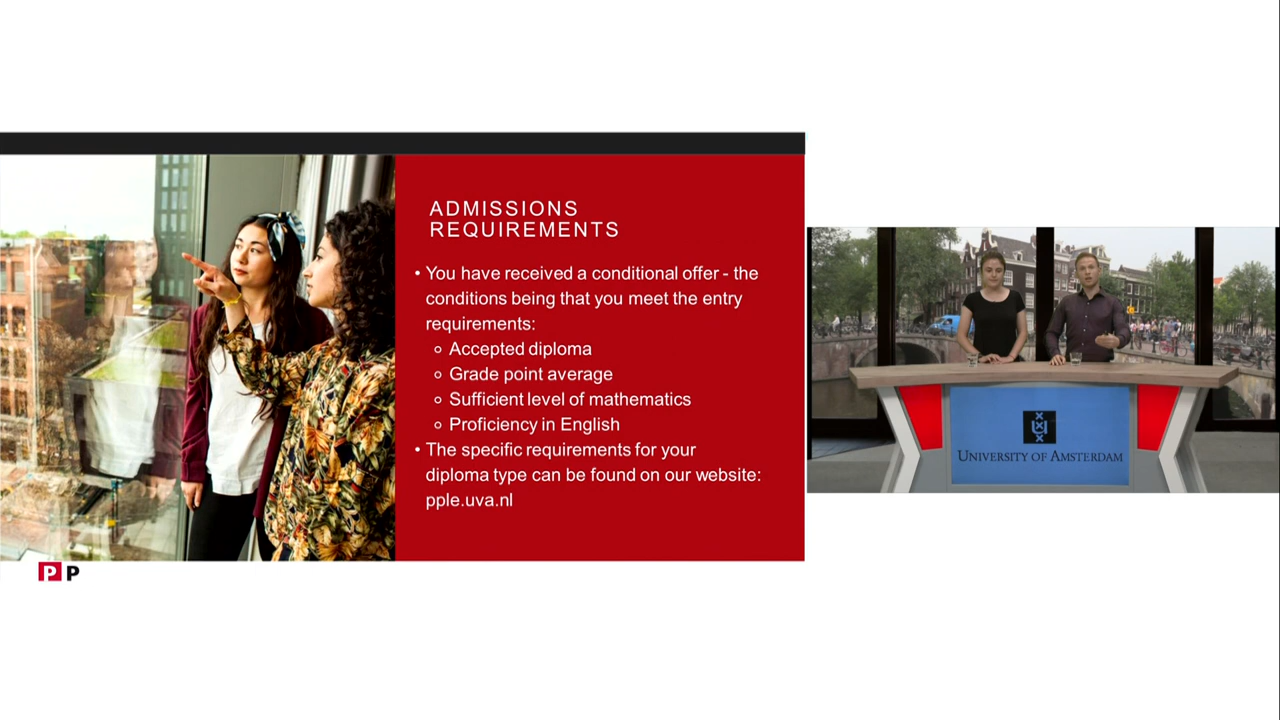 ADMISSIONS
REQUIREMENTS
• You have received a conditional offer - the
conditions being that you meet the entry
requirements:
Accepted diploma
Grade point average
Sufficient level of mathematics
Proficiency in English
• The specific requirements for your
diploma type can be found on our website:
pple.uva.nl
P P
UNIVERSITY OF AMSTERDAM